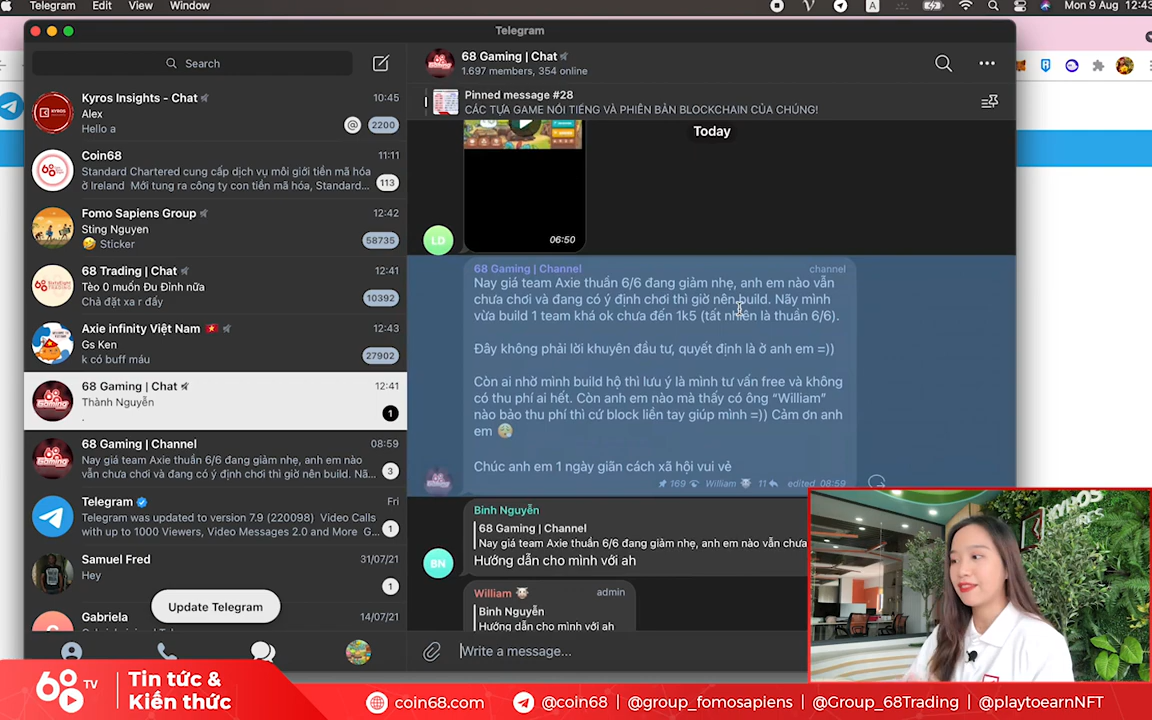 Telegram Edit View Window
A
Mon 9 Aug 12:43
Telegram
Search
68 Gaming | Chat
1.697 members, 354 online
Pinned message #28
CÁC TỰA GAME NỔI TIẾNG VÀ PHIÊN BẢN BLOCKCHAIN CỦA CHÚNG!
Kyros Insights - Chat 10:45
Alex
Hello a
@ 2200
Coin68 11:11
Standard Chartered cung cấp dịch vụ môi giới tiền mã hóa
ở Ireland Mới tung ra công ty con tiền mã hóa, Standard...
113
Fomo Sapiens Group 12:42
Sting Nguyen
🤣 Sticker
58735
68 Trading | Chat 12:41
Tèo 0 muốn Đu Đỉnh nữa
Chả đặt xa r đấy
10392
Axie infinity Việt Nam 🇻🇳 12:43
Gs Ken
k có buff máu
27902
68 Gaming | Chat 12:41
Thành Nguyễn
.
1
68 Gaming | Channel 08:59
Nay giá team Axie thuần 6/6 đang giảm nhẹ, anh em nào
vẫn chưa chơi và đang có ý định chơi thì giờ nên build. Nã...
3
Telegram Fri
Telegram was updated to version 7.9 (220098) Video Calls
with up to 1000 Viewers, Video Messages 2.0 and More G...
1
Samuel Fred 31/07/21
Hey
1
Gabriela 14/07/21
Update Telegram
Today
06:50
LD
68 Gaming | Channel channel
Nay giá team Axie thuần 6/6 đang giảm nhẹ, anh em nào vẫn
chưa chơi và đang có ý định chơi thì giờ nên build. Nãy mình
vừa build 1 team khá ok chưa đến 1k5 (tất nhiên là thuần 6/6).
Đây không phải lời khuyên đầu tư, quyết định là ở anh em =))
Còn ai nhờ mình build hộ thì lưu ý là mình tư vấn free và không
có thu phí ai hết. Còn anh em nào mà thấy có ông “William”
nào bảo thu phí thì cứ block liền tay giúp mình =)) Cảm ơn anh
em
Chúc anh em 1 ngày giãn cách xã hội vui vẻ
169 William 11 edited 08:59
Binh Nguyễn
68 Gaming | Channel
Nay giá team Axie thuần 6/6 đang giảm nhẹ, anh em nào vẫn chưa
Hướng dẫn cho mình với ah
BN
William admin
Binh Nguyễn
Hướng dẫn cho mình với ah
Write a message...
KYROS
68 TV
Tin tức &
Kiến thức
coin68.com @coin68 | @group_fomosapiens | @Group_68Trading | @playtoearnNFT